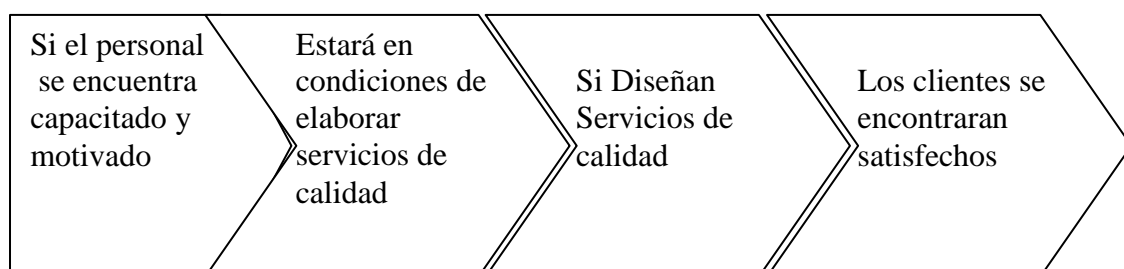 Si el personal
se encuentra
capacitado y
motivado
Estará en
condiciones de
elaborar
servicios de
calidad
Si Diseñan
Servicios de
calidad
Los clientes se
encontraran
satisfechos